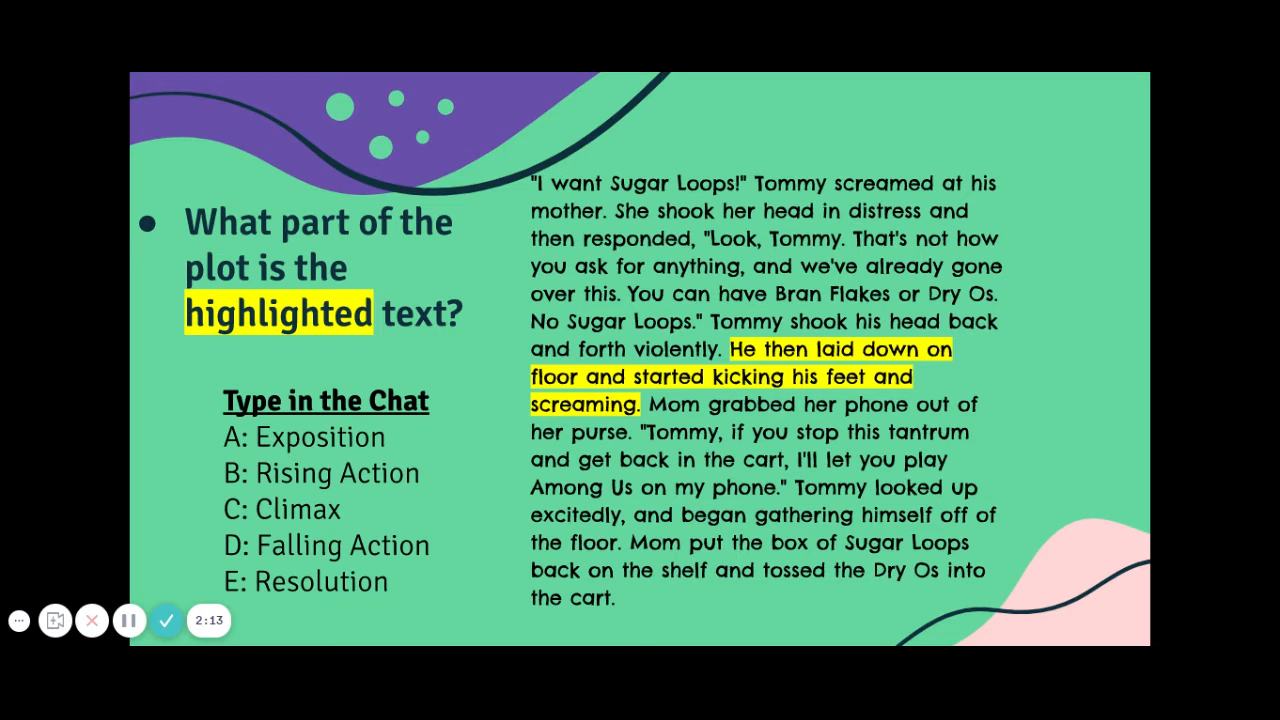 ● What part of the
plot is the
highlighted text?
Type in the Chat
A: Exposition
B: Rising Action
C: Climax
D: Falling Action
E: Resolution
"I want Sugar Loops!" Tommy screamed at his
mother. She shook her head in distress and
then responded, "Look, Tommy. That's not how
you ask for anything, and we've already gone
over this. You can have Bran Flakes or Dry Os.
No Sugar Loops." Tommy shook his head back
and forth violently. He then laid down on
floor and started kicking his feet and
screaming. Mom grabbed her phone out of
her purse. "Tommy, if you stop this tantrum
and get back in the cart, I'll let you play
Among Us on my phone." Tommy looked up
excitedly, and began gathering himself off of
the floor. Mom put the box of Sugar Loops
back on the shelf and tossed the Dry Os into
the cart.
2:13